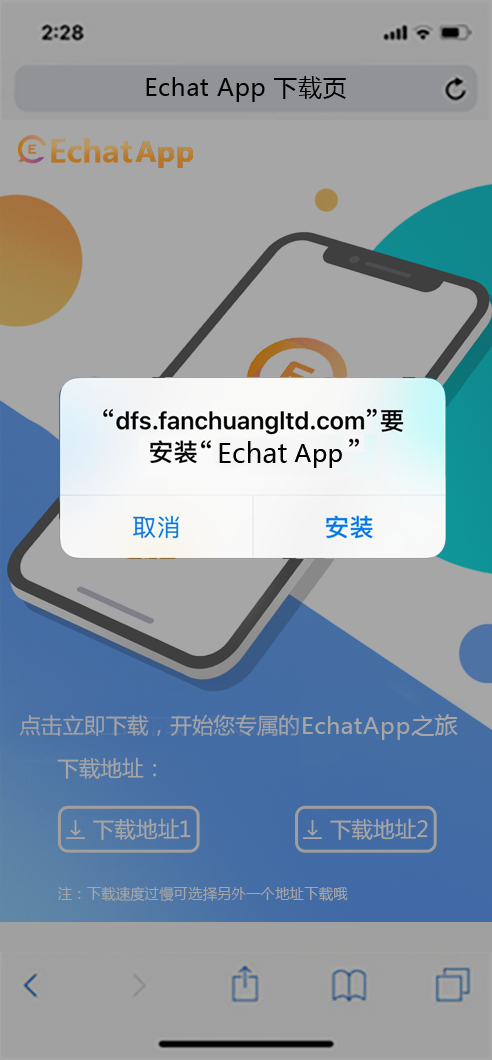 2:28
Echat App 下载页
E EchatApp
E
“dfs.fanchuangltd.com”要
安装“Echat App”
取消
安装
点击立即下载，开始您专属的EchatApp之旅
下载地址：
下载地址1
下载地址2
注：下载速度过慢可选择另外一个地址下载哦